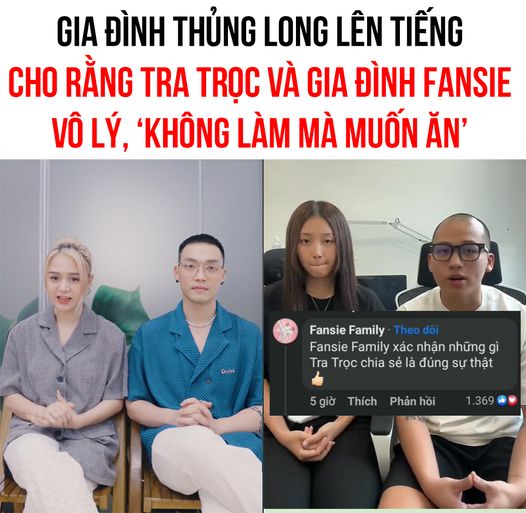 GIA ĐÌNH THỦNG LONG LÊN TIẾNG
CHO RẰNG TRA TRỌC VÀ GIA ĐÌNH FANSIE
VÔ LÝ, ‘KHÔNG LÀM MÀ MUỐN ĂN’
Fansie Family · Theo dõi
Fansie Family xác nhận những gì
Tra Trọc chia sẻ là đúng sự thật
👍🏻
5 giờ Thích Phản hồi 1.369